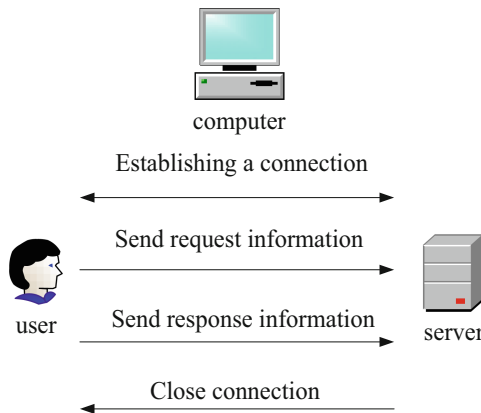 computer
Establishing a connection
Send request information
user
Send response information
server
Close connection